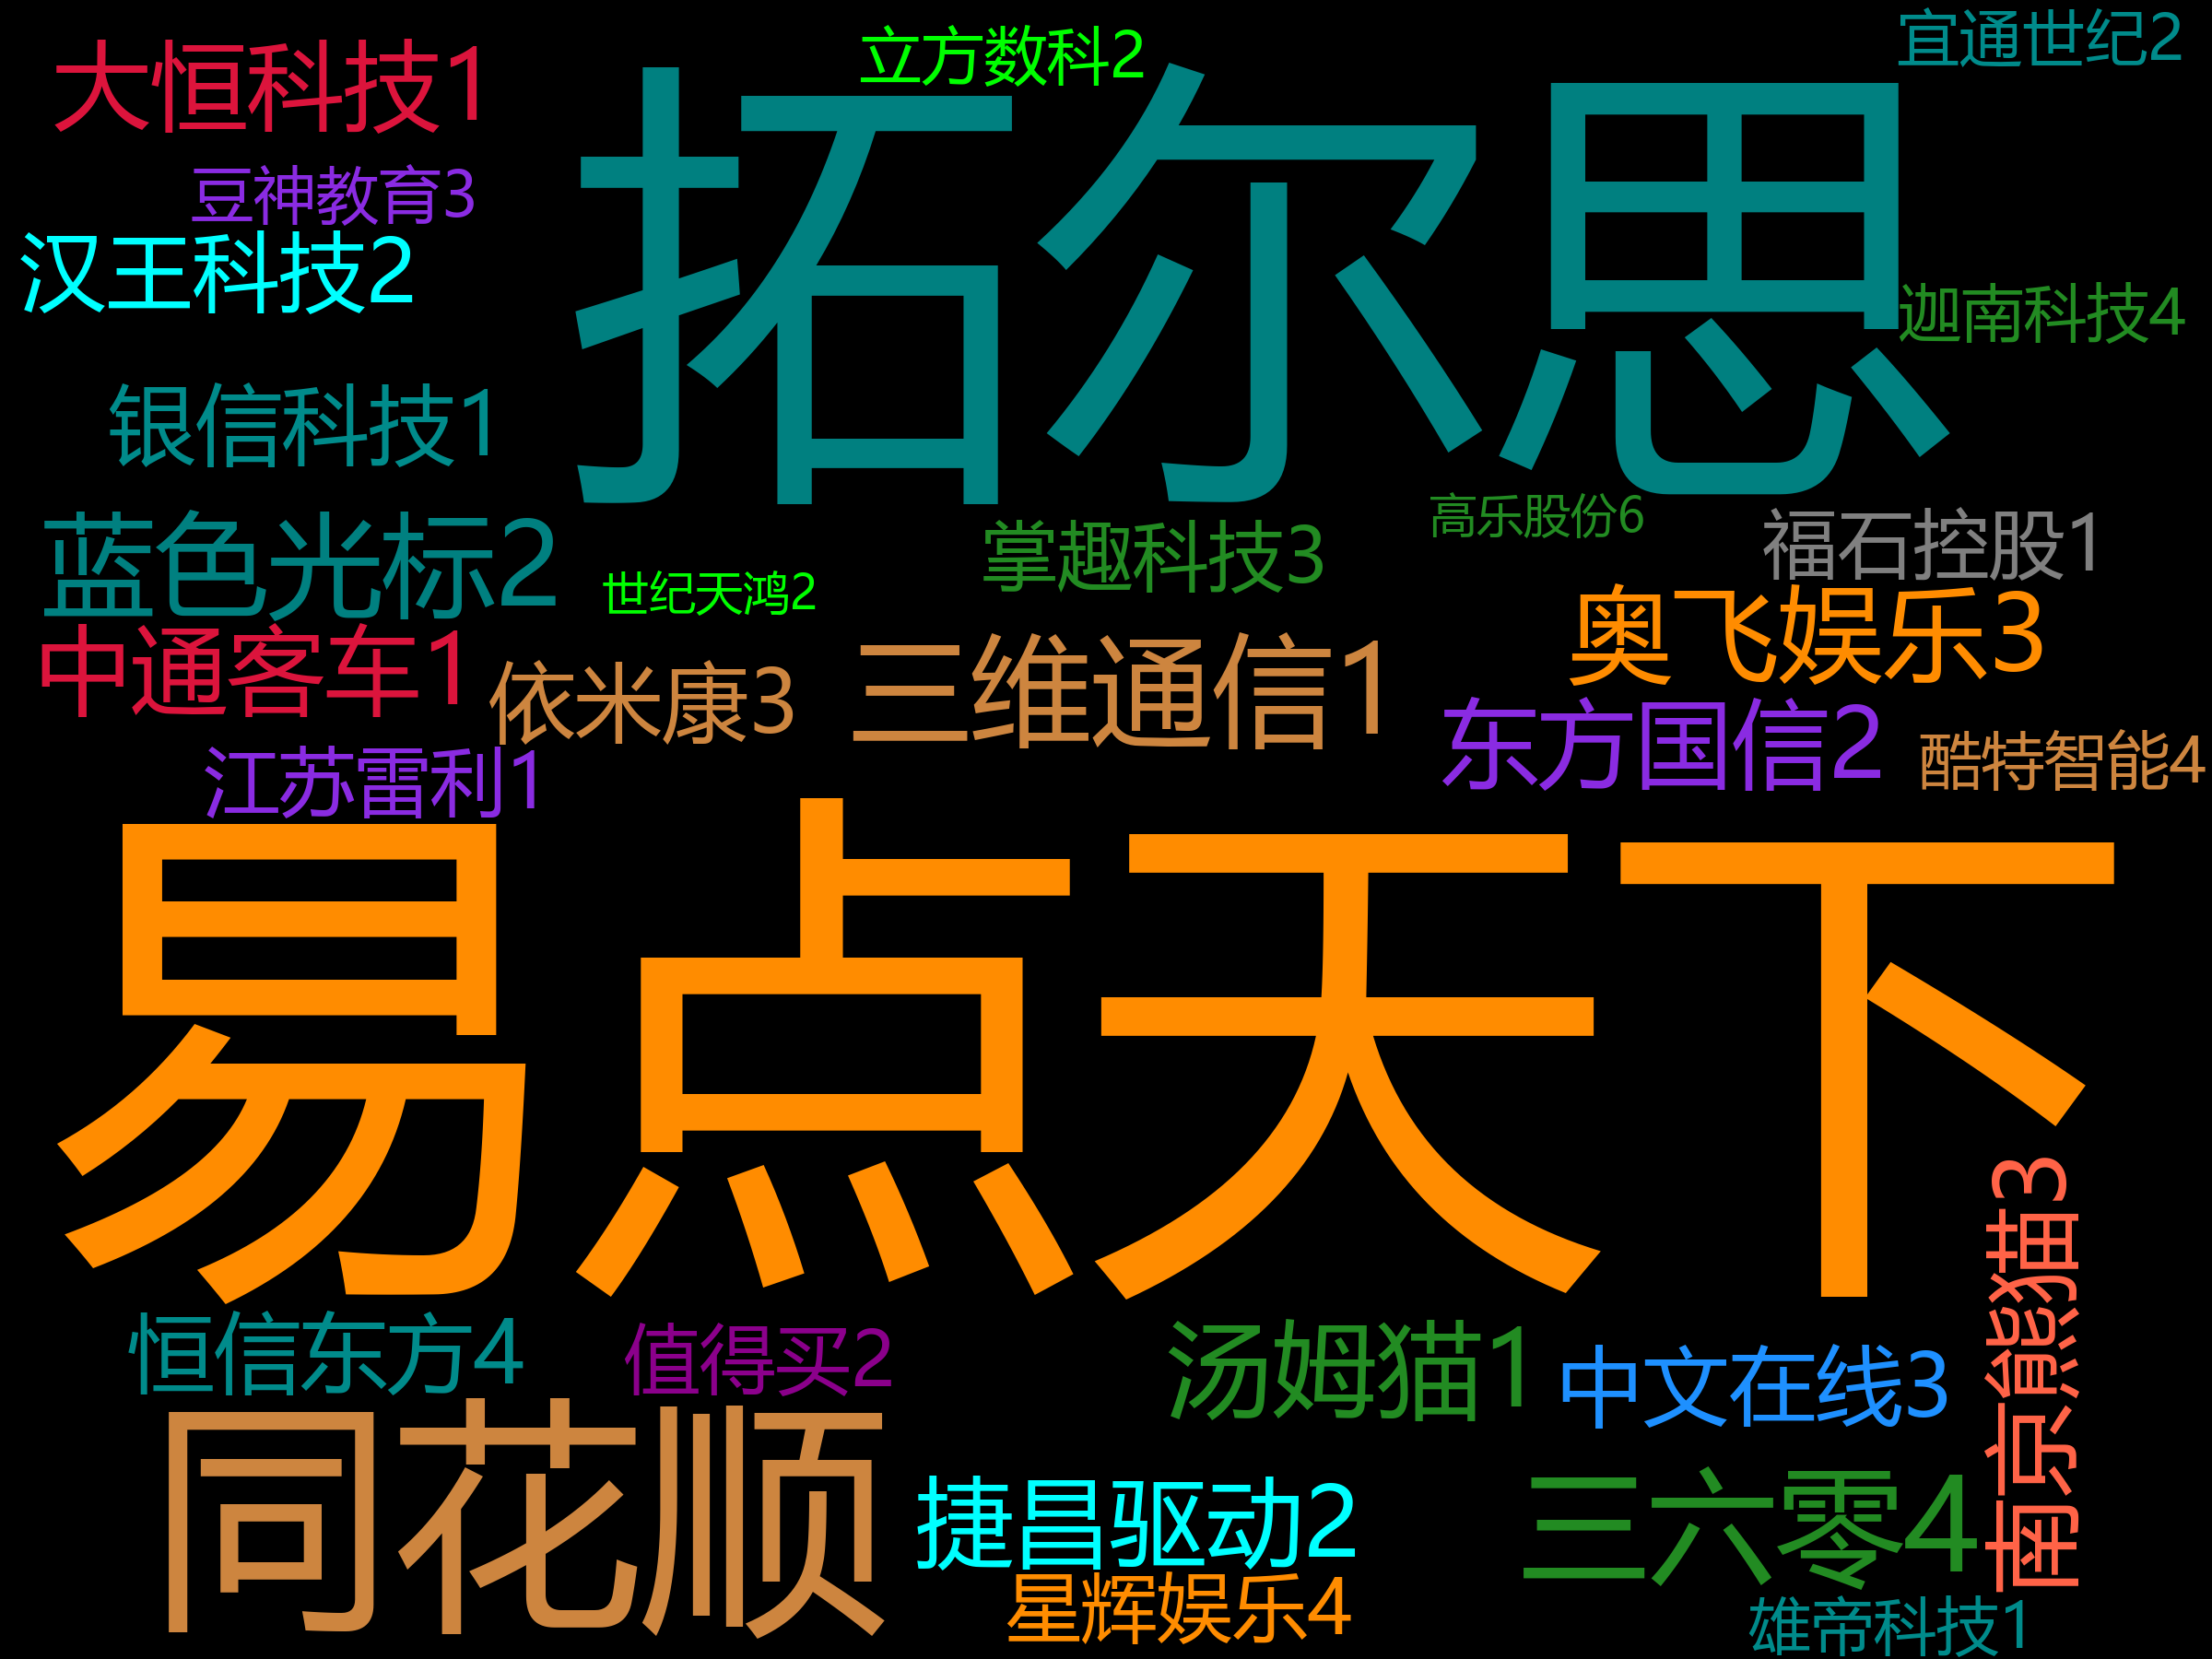 大恒科技1
立方数科2
宜通世纪2
拓尔思
豆神教育3
汉王科技2
迦南科技4
银信科技1
高乐股份6
福石控股1
蓝色光标2
掌趣科技3
世纪天鸿2
奥飞娱乐3
中通客车1
依米康3
三维通信1
东方国信2
酷特智能4
江苏雷利1
易点天下
南京熊猫3
恒信东方4
值得买2
汤姆猫1
中文在线3
同花顺
捷昌驱动2
三六零4
星辉娱乐4
雄帝科技1